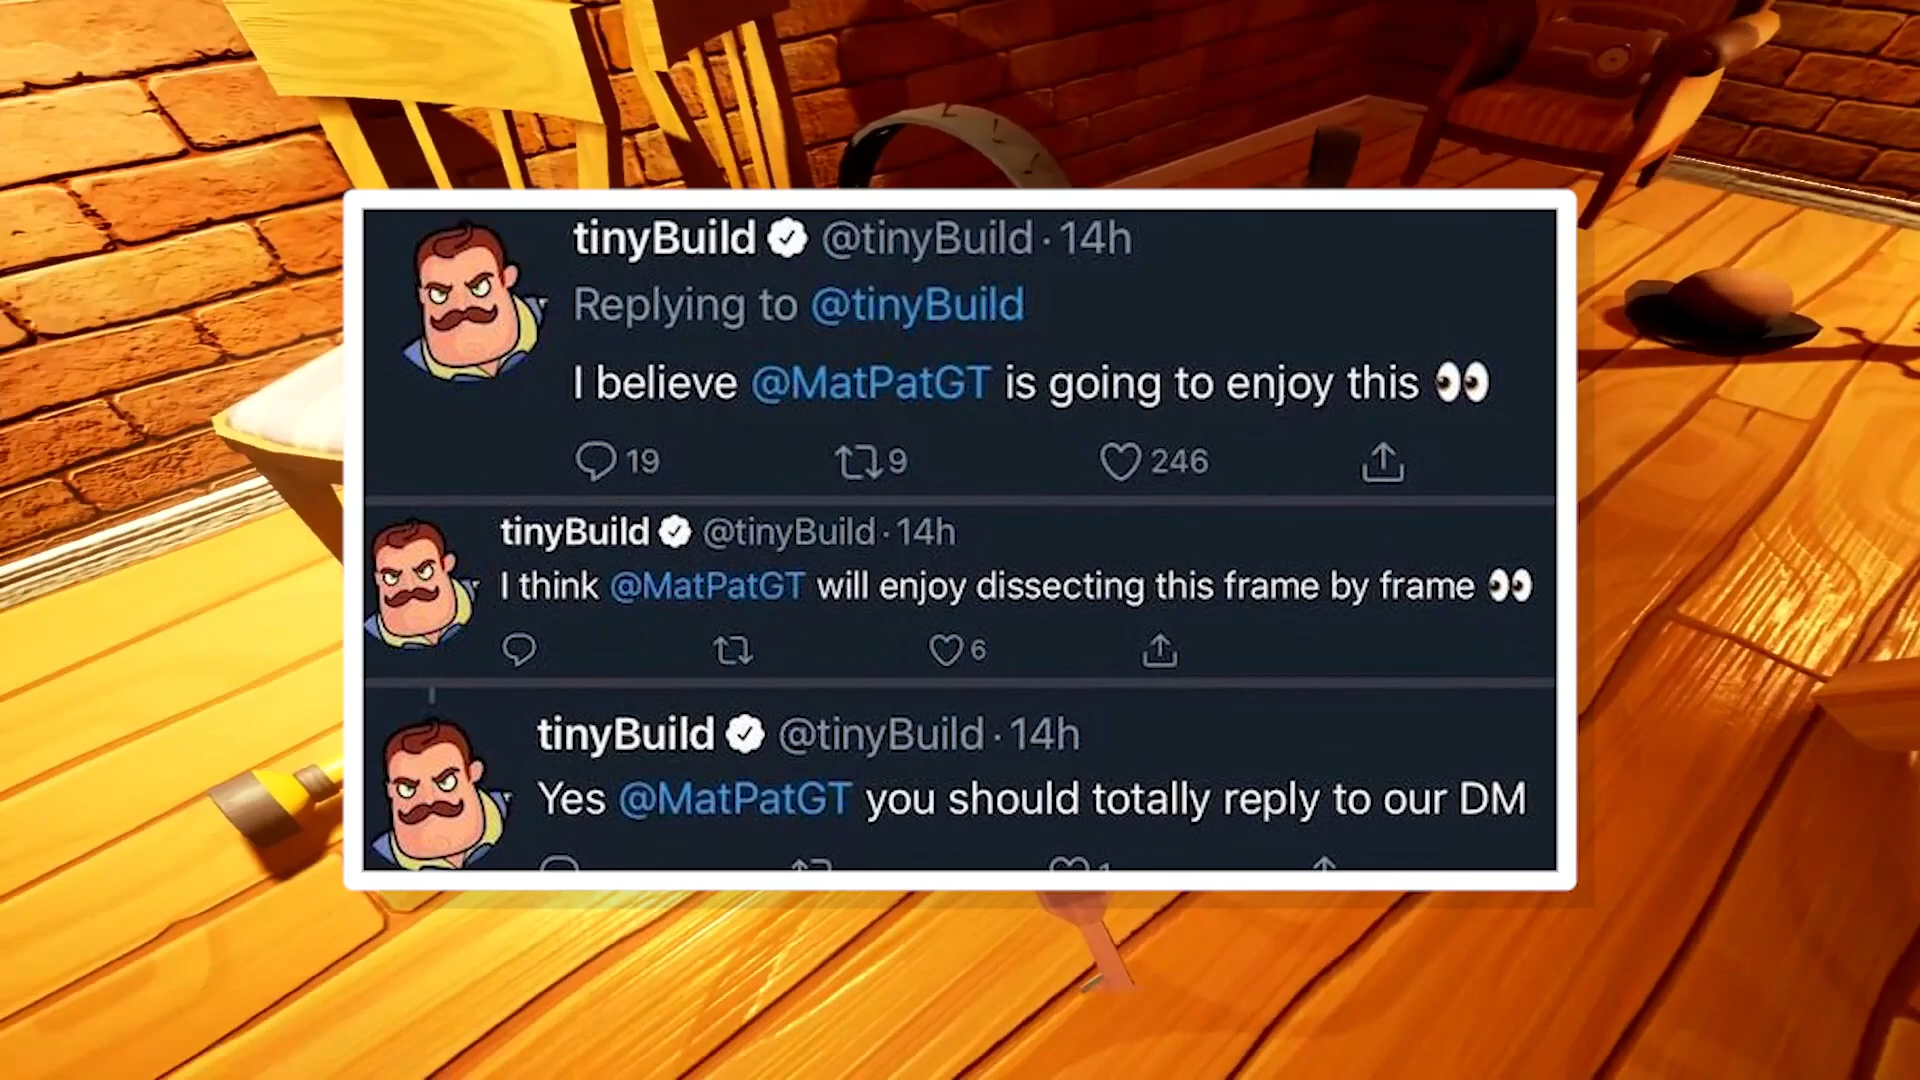 tinyBuild @tinyBuild · 14h
Replying to @tinyBuild
I believe @MatPatGT is going to enjoy this 👀
19 9 246
tinyBuild @tinyBuild · 14h
I think @MatPatGT will enjoy dissecting this frame by frame 👀
6
tinyBuild @tinyBuild · 14h
Yes @MatPatGT you should totally reply to our DM